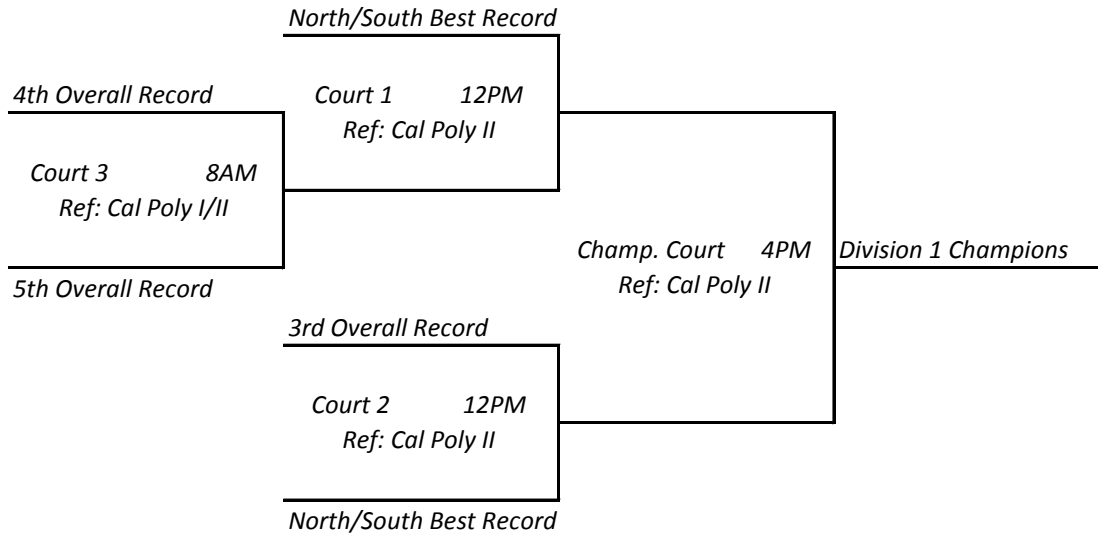 North/South Best Record
4th Overall Record
Court 1 12PM
Ref: Cal Poly II
Court 3 8AM
Ref: Cal Poly I/II
Champ. Court 4PM
Ref: Cal Poly II
Division 1 Champions
5th Overall Record
3rd Overall Record
Court 2 12PM
Ref: Cal Poly II
North/South Best Record